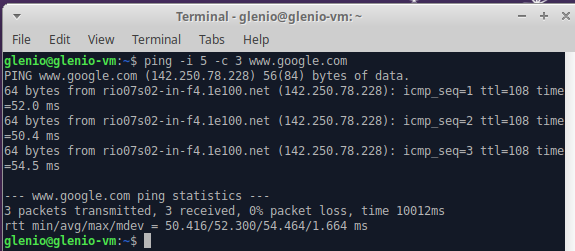 Terminal - glenio@glenio-vm:~
File Edit View Terminal Tabs Help
glenio@glenio-vm:~$ ping -i 5 -c 3 www.google.com
PING www.google.com (142.250.78.228) 56(84) bytes of data.
64 bytes from rio07s02-in-f4.1e100.net (142.250.78.228): icmp_seq=1 ttl=108 time
=52.0 ms
64 bytes from rio07s02-in-f4.1e100.net (142.250.78.228): icmp_seq=2 ttl=108 time
=50.4 ms
64 bytes from rio07s02-in-f4.1e100.net (142.250.78.228): icmp_seq=3 ttl=108 time
=54.5 ms
--- www.google.com ping statistics ---
3 packets transmitted, 3 received, 0% packet loss, time 10012ms
rtt min/avg/max/mdev = 50.416/52.300/54.464/1.664 ms
glenio@glenio-vm:~$